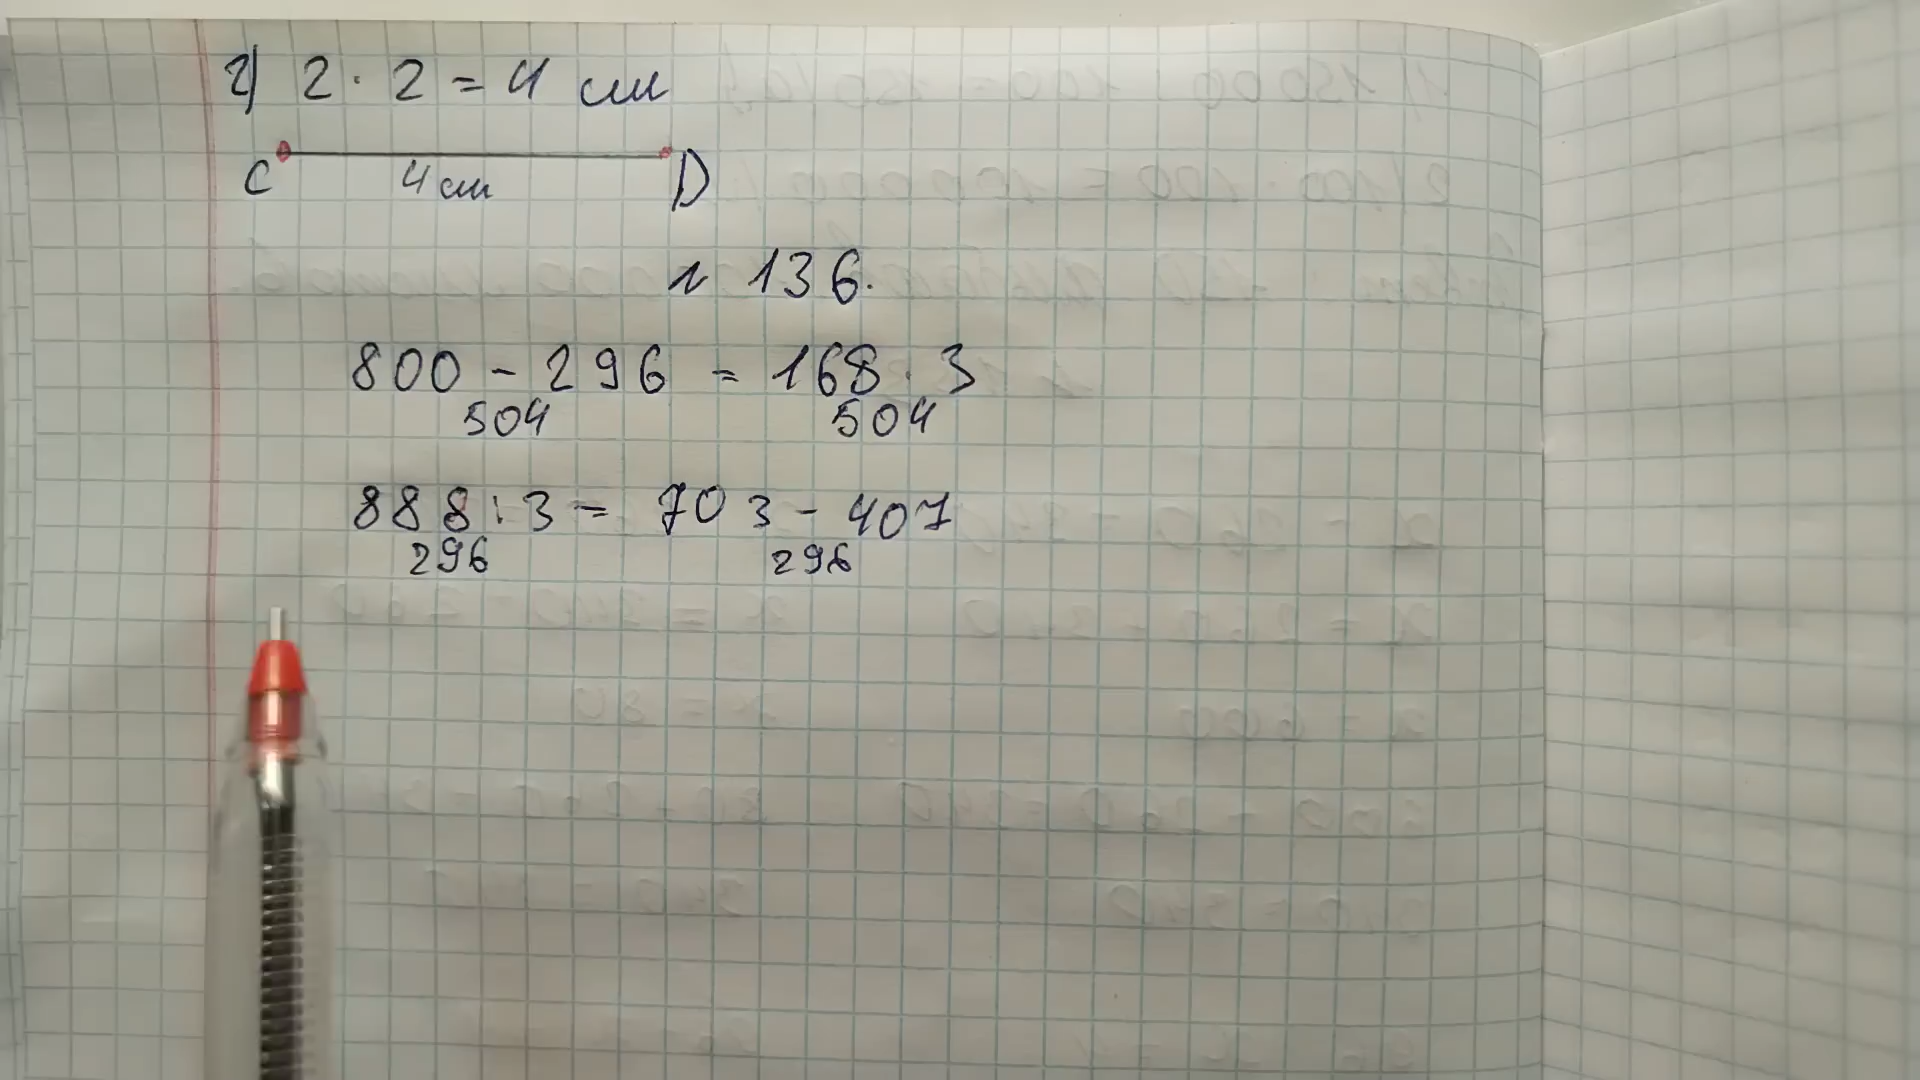 2) 2 · 2 = 4 см
C 4 см D
№ 136.
800 - 296 = 168 · 3
504 504
888 : 3 = 703 - 407
296 296